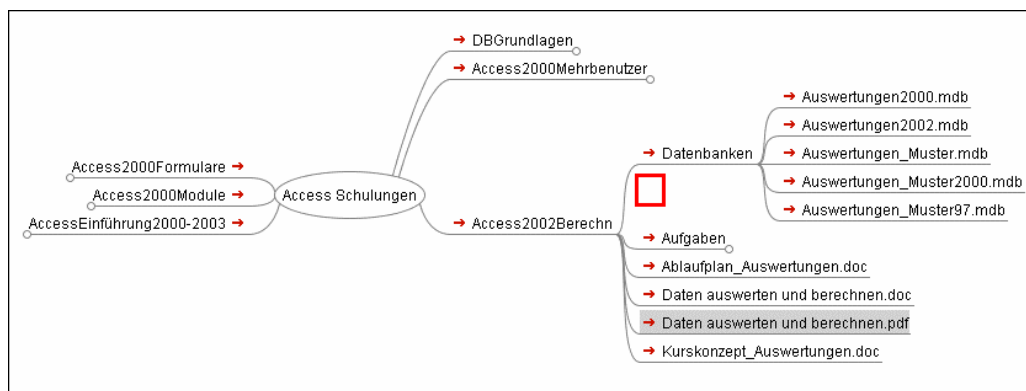 DBGrundlagen
Access2000Mehrbenutzer
Access2000Formulare
Access2000Module
AccessEinführung2000-2003
Access Schulungen
Access2002Berechn
Datenbanken
Auswertungen2000.mdb
Auswertungen2002.mdb
Auswertungen_Muster.mdb
Auswertungen_Muster2000.mdb
Auswertungen_Muster97.mdb
Aufgaben
Ablaufplan_Auswertungen.doc
Daten auswerten und berechnen.doc
Daten auswerten und berechnen.pdf
Kurskonzept_Auswertungen.doc